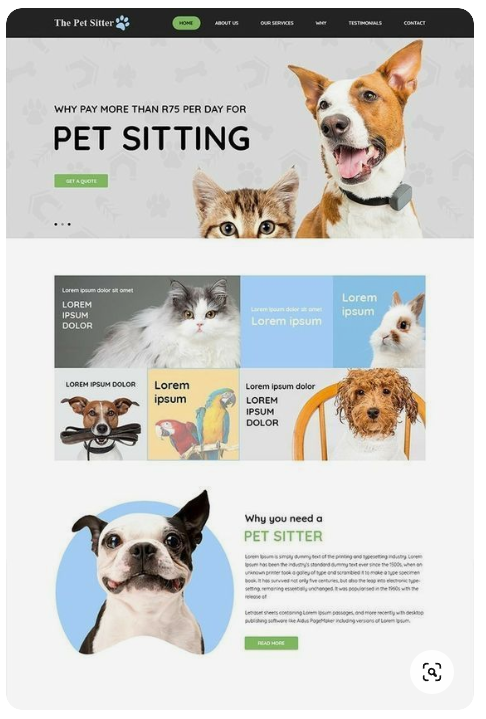 The Pet Sitter
HOME ABOUT US OUR SERVICES WHY TESTIMONIALS CONTACT
WHY PAY MORE THAN R75 PER DAY FOR
PET SITTING
GET A QUOTE
Lorem ipsum dolor sit amet
LOREM
IPSUM
DOLOR
Lorem ipsum dolor sit amet
Lorem ipsum
Lorem
ipsum
LOREM IPSUM DOLOR
Lorem
ipsum
Lorem ipsum dolor
LOREM
IPSUM
DOLOR
Why you need a
PET SITTER
Lorem Ipsum is simply dummy text of the printing and typesetting industry. Lorem
Ipsum has been the industry's standard dummy text ever since the 1500s, when an
unknown printer took a galley of type and scrambled it to make a type specimen
book. It has survived not only five centuries, but also the leap into electronic type-
setting, remaining essentially unchanged. It was popularised in the 1960s with the
release of
Letraset sheets containing Lorem Ipsum passages, and more recently with desktop
publishing software like Aldus PageMaker including versions of Lorem Ipsum.
READ MORE